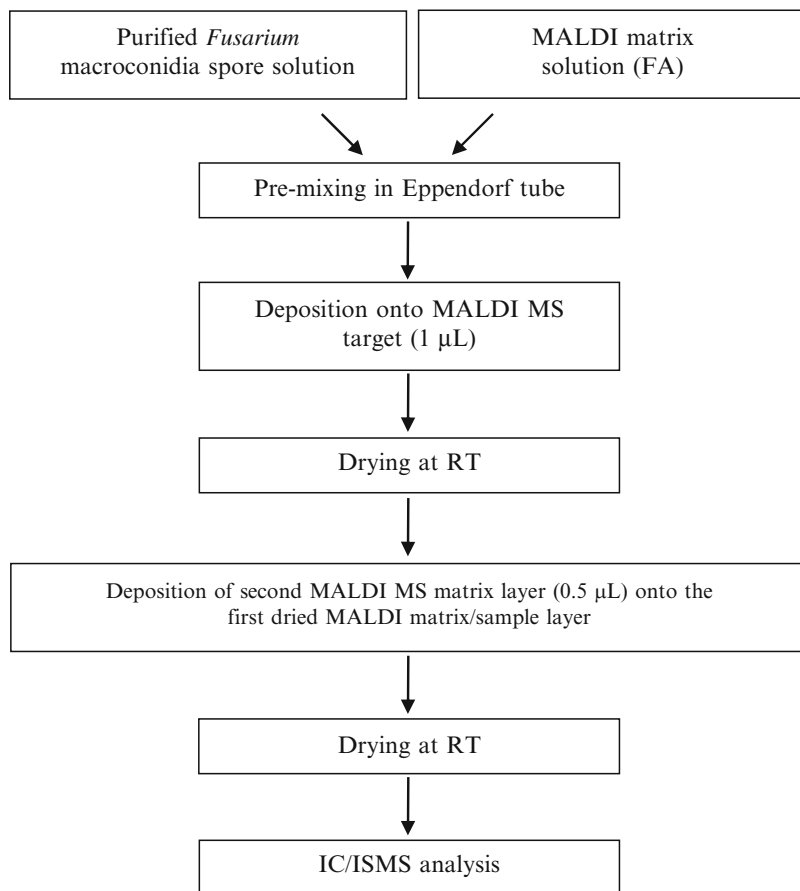 Purified Fusarium
macroconidia spore solution
MALDI matrix
solution (FA)
Pre-mixing in Eppendorf tube
Deposition onto MALDI MS
target (1 µL)
Drying at RT
Deposition of second MALDI MS matrix layer (0.5 µL) onto the
first dried MALDI matrix/sample layer
Drying at RT
IC/ISMS analysis